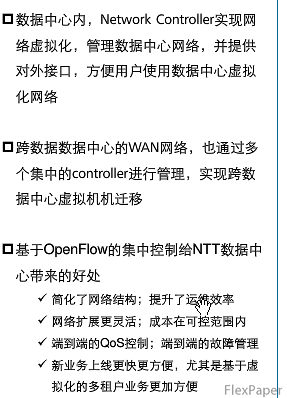 数据中心内，Network Controller实现网
络虚拟化，管理数据中心网络，并提供
对外接口，方便用户使用数据中心虚拟
化网络
跨数据数据中心的WAN网络，也通过多
个集中的controller进行管理，实现跨数
据中心虚拟机机迁移
基于OpenFlow的集中控制给NTT数据中
心带来的好处
简化了网络结构；提升了运维效率
网络扩展更灵活；成本在可控范围内
端到端的QoS控制；端到端的故障管理
新业务上线更快更方便，尤其是基于虚
拟化的多租户业务更加方便
FlexPaper